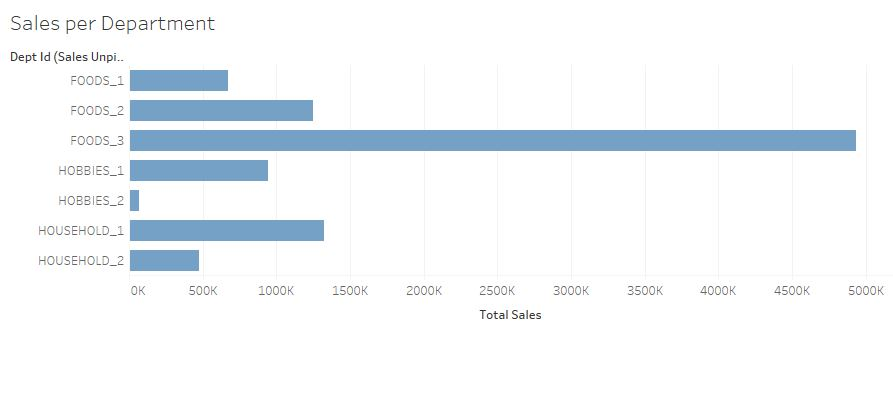 Sales per Department
Dept Id (Sales Unpi..
FOODS_1
FOODS_2
FOODS_3
HOBBIES_1
HOBBIES_2
HOUSEHOLD_1
HOUSEHOLD_2
0K 500K 1000K 1500K 2000K 2500K 3000K 3500K 4000K 4500K 5000K
Total Sales